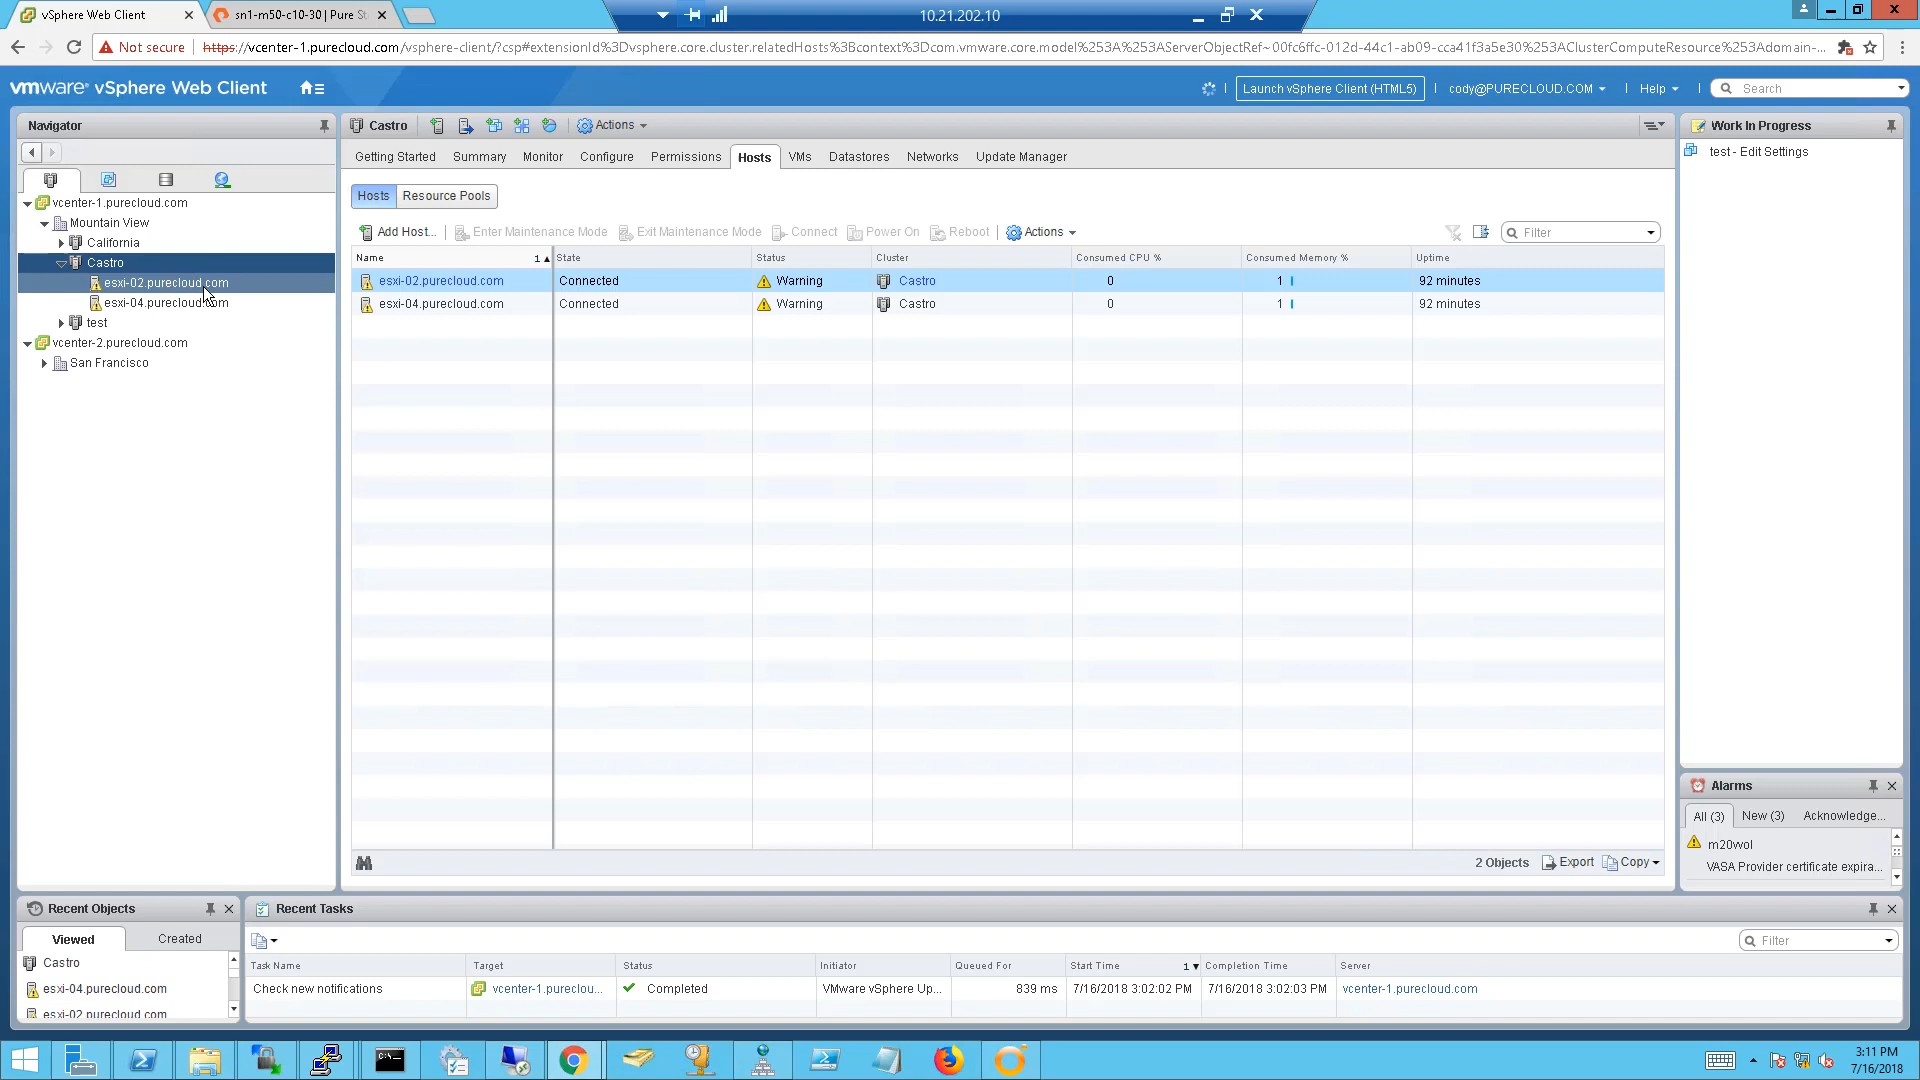 vSphere Web Client
sn1-m50-c10-30 | Pure St
10.21.202.10
Not secure
https://vcenter-1.purecloud.com/vsphere-client/?csp#extensionId%3Dvsphere.core.cluster.relatedHosts%3Bcontext%3Dcom.vmware.core.model%253A%253AServerObjectRef~00fc6ffc-012d-44c1-ab09-cca41f3a5e30%253AClusterComputeResource%253Adomain-...
vmware® vSphere Web Client
Launch vSphere Client (HTML5)
cody@PURECLOUD.COM
Help
Search
Navigator
Castro
Actions
Work In Progress
test - Edit Settings
Getting Started
Summary
Monitor
Configure
Permissions
Hosts
VMs
Datastores
Networks
Update Manager
vcenter-1.purecloud.com
Mountain View
California
Castro
esxi-02.purecloud.com
esxi-04.purecloud.com
test
vcenter-2.purecloud.com
San Francisco
Hosts
Resource Pools
Add Host...
Enter Maintenance Mode
Exit Maintenance Mode
Connect
Power On
Reboot
Actions
Filter
Name 1 State Status Cluster Consumed CPU % Consumed Memory % Uptime
esxi-02.purecloud.com Connected Warning Castro 0 1 92 minutes
esxi-04.purecloud.com Connected Warning Castro 0 1 92 minutes
2 Objects
Export
Copy
Alarms
All (3)
New (3)
Acknowledge...
m20wol
VASA Provider certificate expira...
Recent Objects
Viewed
Created
Castro
esxi-04.purecloud.com
esxi-02.purecloud.com
Recent Tasks
Filter
Task Name Target Status Initiator Queued For Start Time 1 Completion Time Server
Check new notifications vcenter-1.pureclou... Completed VMware vSphere Up... 839 ms 7/16/2018 3:02:02 PM 7/16/2018 3:02:03 PM vcenter-1.purecloud.com
3:11 PM
7/16/2018